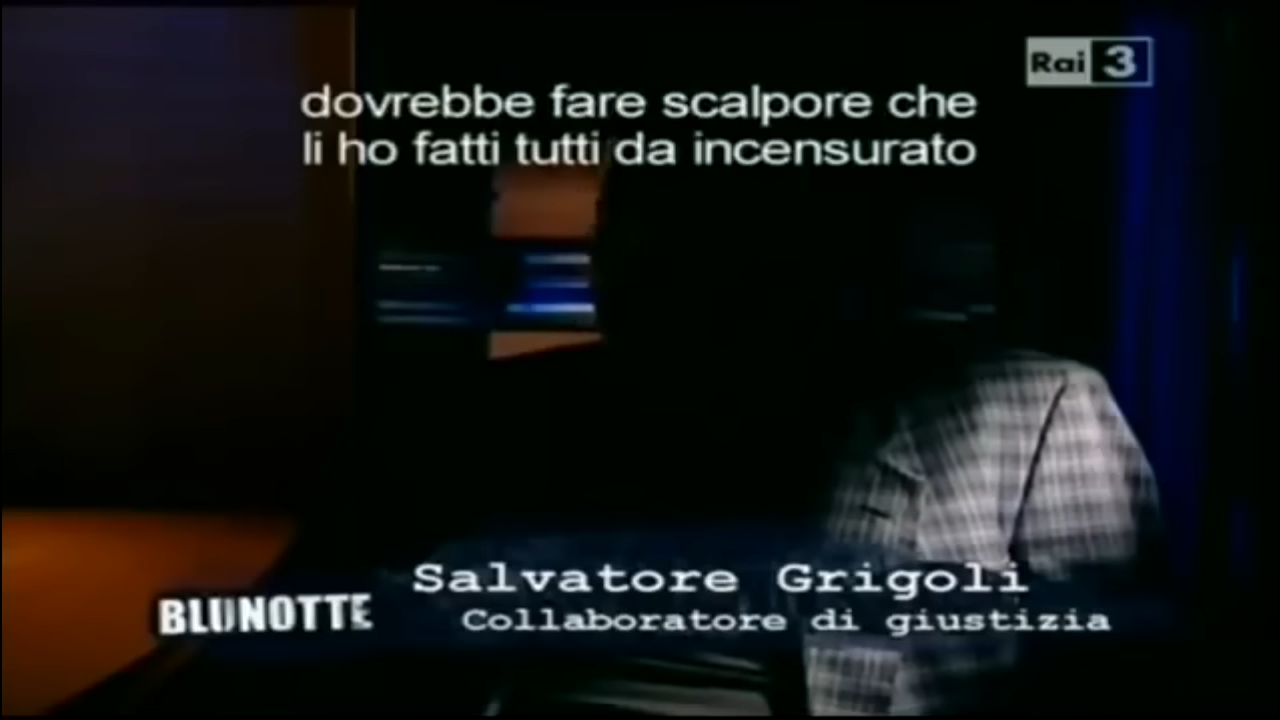 Rai 3
dovrebbe fare scalpore che
li ho fatti tutti da incensurato
Salvatore Grigoli
BLUNOTTE
Collaboratore di giustizia